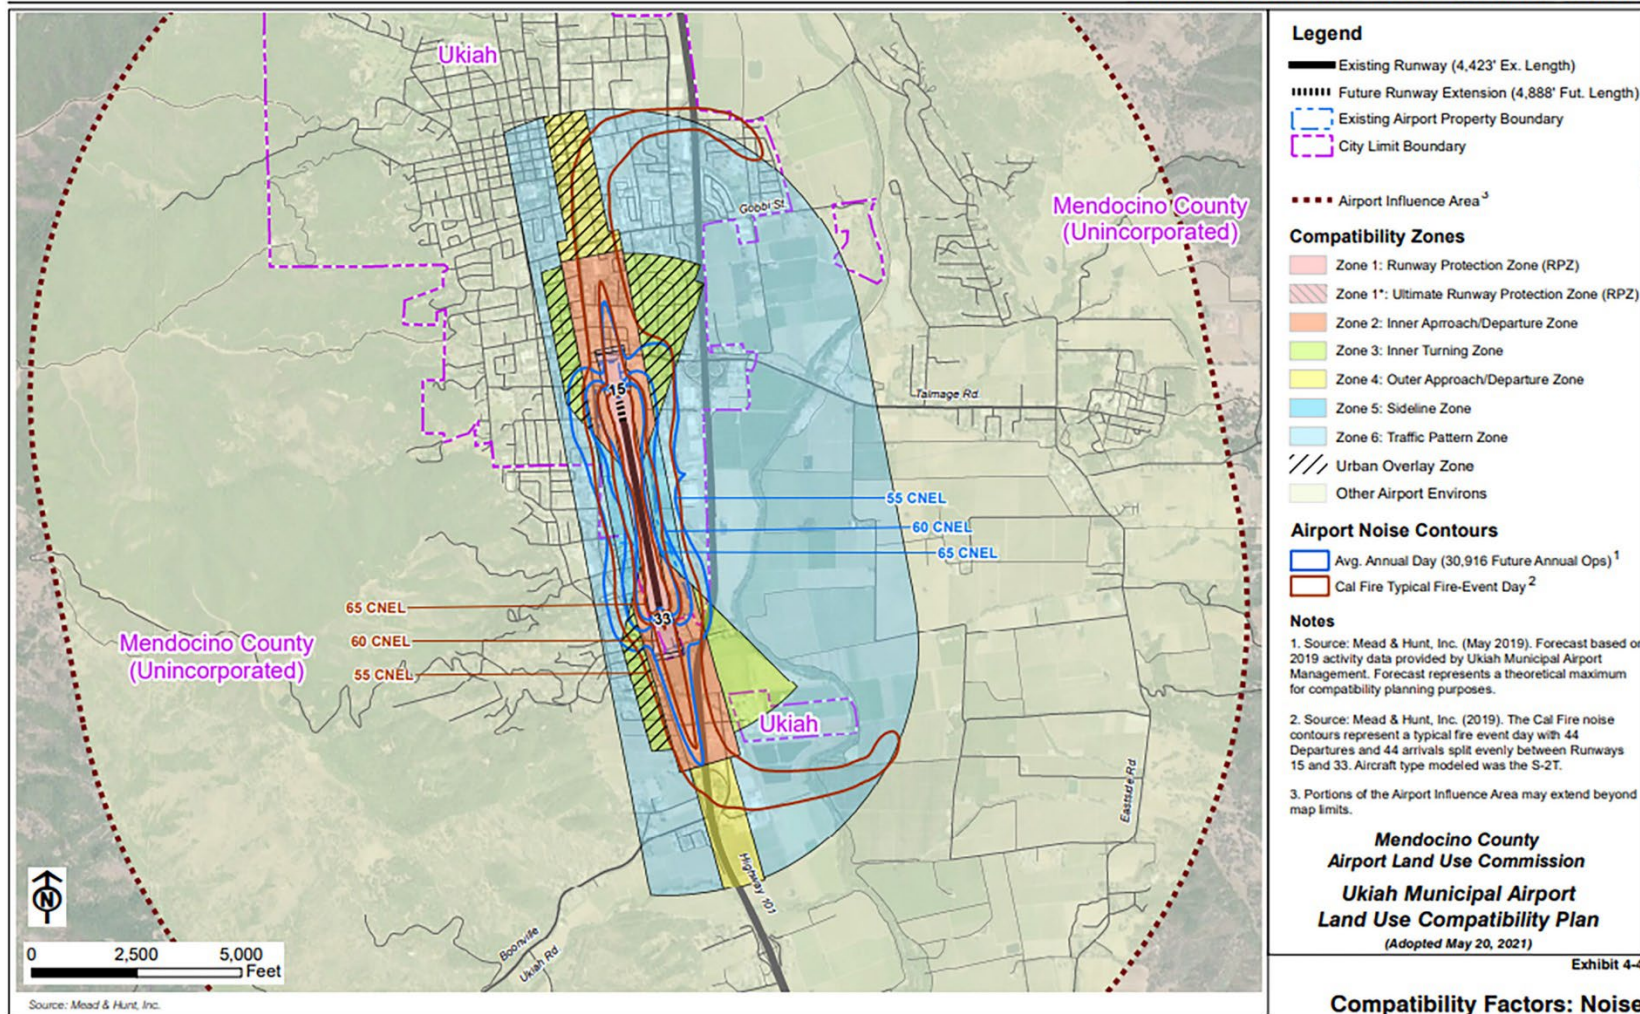 Ukiah
Gobbi St.
Mendocino County
(Unincorporated)
15
Talmage Rd.
55 CNEL
60 CNEL
65 CNEL
65 CNEL
60 CNEL
55 CNEL
33
Mendocino County
(Unincorporated)
Ukiah
Eastside Rd
Highway 101
Boonville
Ukiah Rd.
N
0 2,500 5,000
Feet
Source: Mead & Hunt, Inc.
Legend
Existing Runway (4,423' Ex. Length)
Future Runway Extension (4,888' Fut. Length)
Existing Airport Property Boundary
City Limit Boundary
Airport Influence Area 3
Compatibility Zones
Zone 1: Runway Protection Zone (RPZ)
Zone 1*: Ultimate Runway Protection Zone (RPZ)
Zone 2: Inner Aprroach/Departure Zone
Zone 3: Inner Turning Zone
Zone 4: Outer Approach/Departure Zone
Zone 5: Sideline Zone
Zone 6: Traffic Pattern Zone
Urban Overlay Zone
Other Airport Environs
Airport Noise Contours
Avg. Annual Day (30,916 Future Annual Ops) 1
Cal Fire Typical Fire-Event Day 2
Notes
1. Source: Mead & Hunt, Inc. (May 2019). Forecast based on
2019 activity data provided by Ukiah Municipal Airport
Management. Forecast represents a theoretical maximum
for compatibility planning purposes.
2. Source: Mead & Hunt, Inc. (2019). The Cal Fire noise
contours represent a typical fire event day with 44
Departures and 44 arrivals split evenly between Runways
15 and 33. Aircraft type modeled was the S-2T.
3. Portions of the Airport Influence Area may extend beyond
map limits.
Mendocino County
Airport Land Use Commission
Ukiah Municipal Airport
Land Use Compatibility Plan
(Adopted May 20, 2021)
Exhibit 4-4
Compatibility Factors: Noise